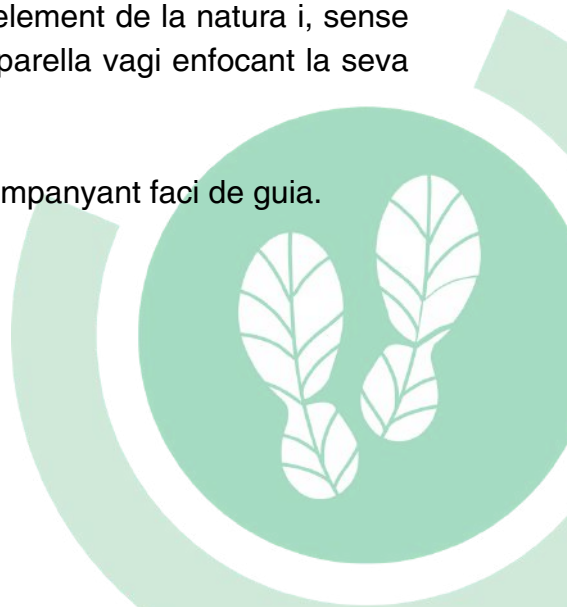 element de la natura i, sense
parella vagi enfocant la seva
mpanyant faci de guia.